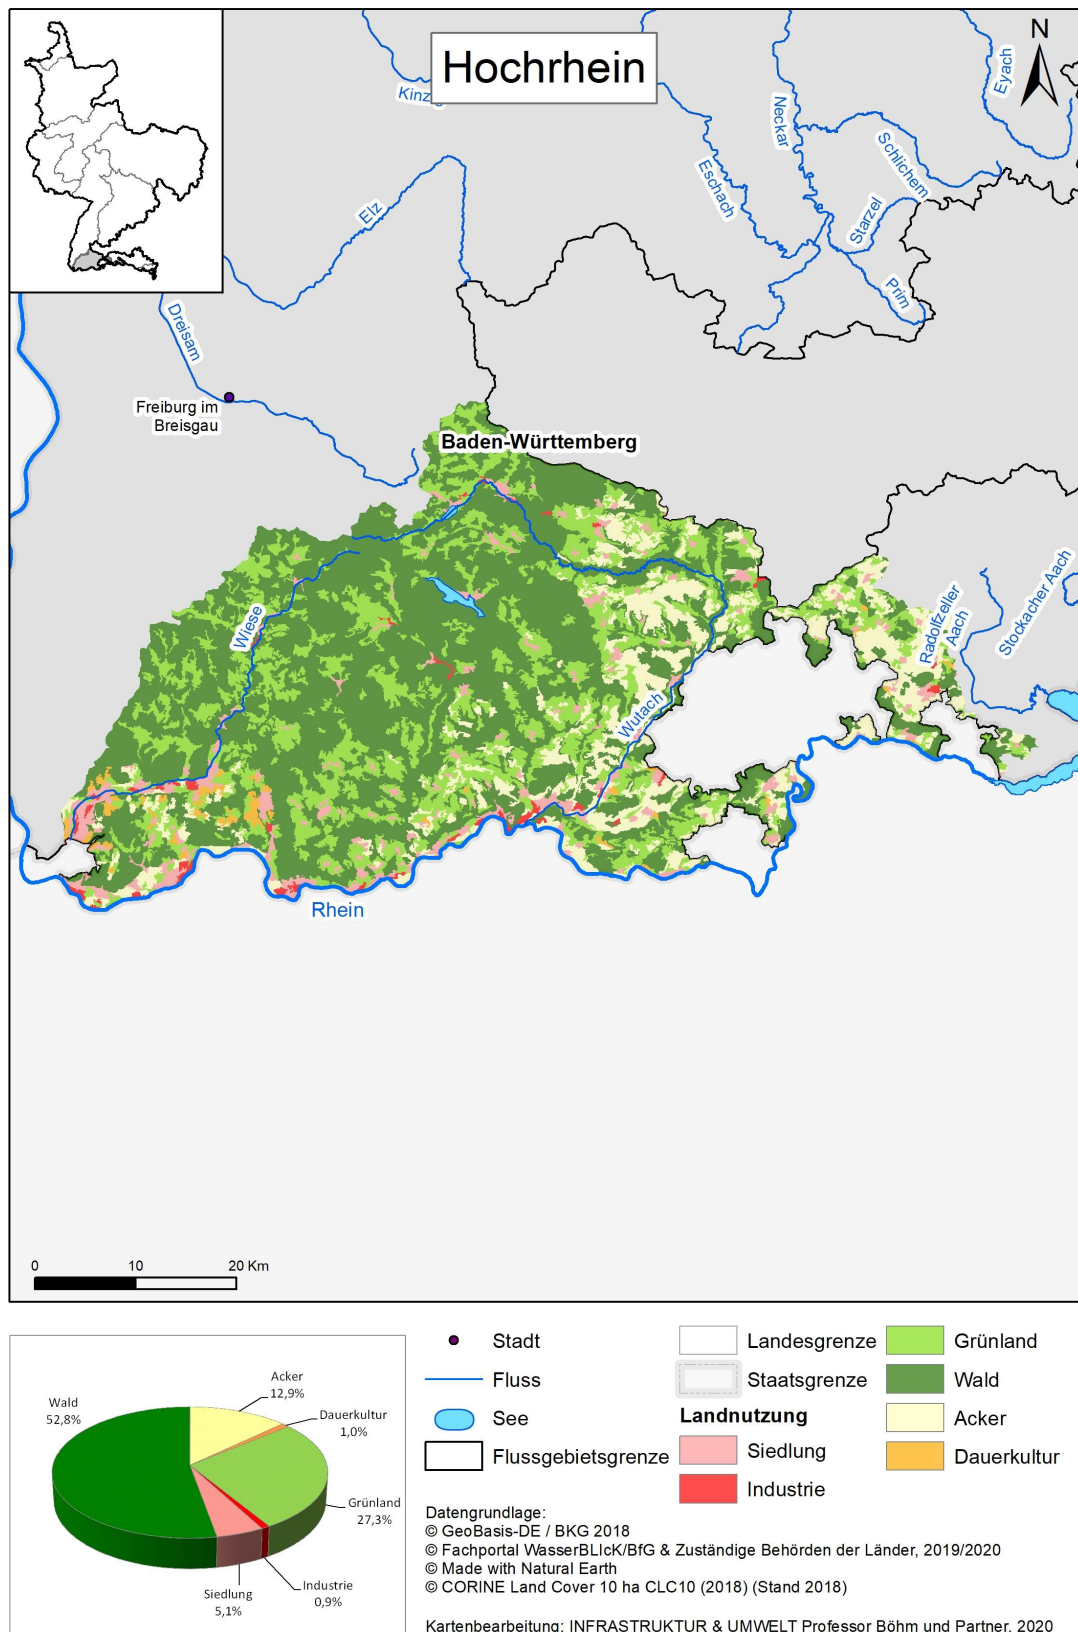 Hochrhein
N
Kinz
Elz
Eschach
Neckar
Schlichem
Eyach
Starzel
Prim
Dreisam
Freiburg im
Breisgau
Baden-Württemberg
Wiese
Wutach
Radolfzeller
Aach
Stockacher Aach
Rhein
0 10 20 Km
Wald
52,8%
Acker
12,9%
Dauerkultur
1,0%
Grünland
27,3%
Industrie
0,9%
Siedlung
5,1%
Stadt
Fluss
See
Flussgebietsgrenze
Landesgrenze
Staatsgrenze
Landnutzung
Siedlung
Industrie
Grünland
Wald
Acker
Dauerkultur
Datengrundlage:
© GeoBasis-DE / BKG 2018
© Fachportal WasserBLIcK/BfG & Zuständige Behörden der Länder, 2019/2020
© Made with Natural Earth
© CORINE Land Cover 10 ha CLC10 (2018) (Stand 2018)
Kartenbearbeitung: INFRASTRUKTUR & UMWELT Professor Böhm und Partner, 2020